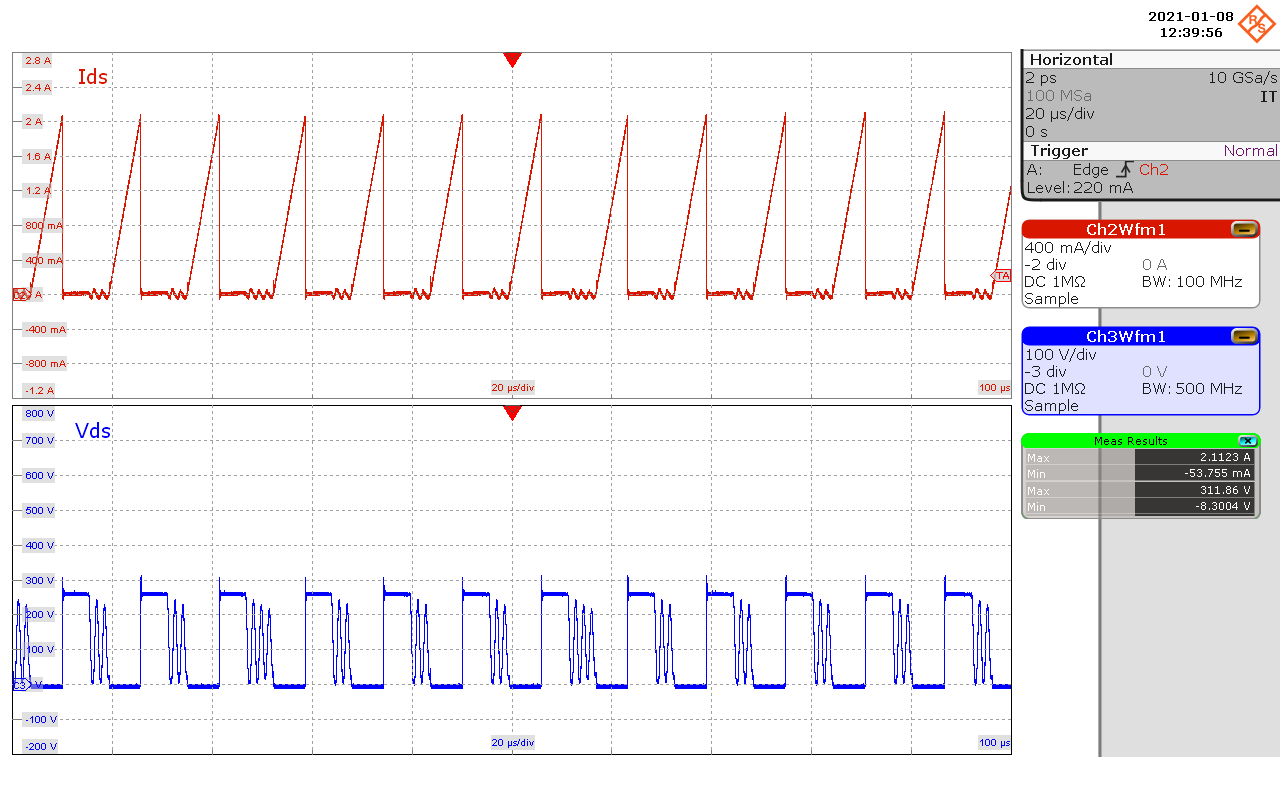 2021-01-08
12:39:56
R S
2.8 A
Ids
2.4 A
2 A
1.6 A
1.2 A
800 mA
400 mA
C2 A
TA
-400 mA
-800 mA
-1.2 A
20 µs/div
100 µs
800 V
Vds
700 V
600 V
500 V
400 V
300 V
200 V
100 V
C3 V
-100 V
-200 V
20 µs/div
100 µs
Horizontal
2 ps 10 GSa/s
100 MSa IT
20 µs/div
0 s
Trigger Normal
A: Edge Ch2
Level: 220 mA
Ch2Wfm1
400 mA/div
-2 div 0 A
DC 1MΩ BW: 100 MHz
Sample
Ch3Wfm1
100 V/div
-3 div 0 V
DC 1MΩ BW: 500 MHz
Sample
Meas Results
Max 2.1123 A
Min -53.755 mA
Max 311.86 V
Min -8.3004 V